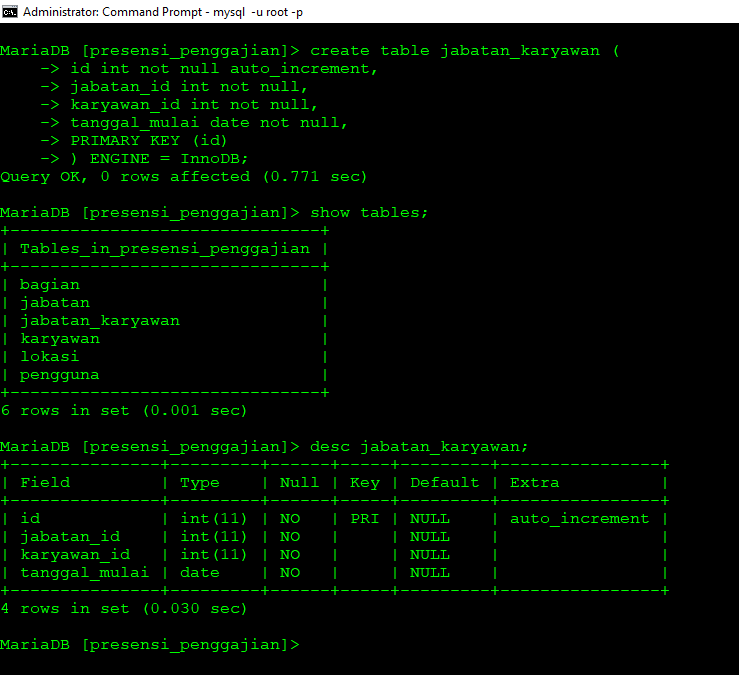 Administrator: Command Prompt - mysql -u root -p
MariaDB [presensi_penggajian]> create table jabatan_karyawan (
    -> id int not null auto_increment,
    -> jabatan_id int not null,
    -> karyawan_id int not null,
    -> tanggal_mulai date not null,
    -> PRIMARY KEY (id)
    -> ) ENGINE = InnoDB;
Query OK, 0 rows affected (0.771 sec)
MariaDB [presensi_penggajian]> show tables;
+-------------------------------+
| Tables_in_presensi_penggajian |
+-------------------------------+
| bagian                        |
| jabatan                       |
| jabatan_karyawan              |
| karyawan                      |
| lokasi                        |
| pengguna                      |
+-------------------------------+
6 rows in set (0.001 sec)
MariaDB [presensi_penggajian]> desc jabatan_karyawan;
+---------------+---------+------+-----+---------+----------------+
| Field         | Type    | Null | Key | Default | Extra          |
+---------------+---------+------+-----+---------+----------------+
| id            | int(11) | NO   | PRI | NULL    | auto_increment |
| jabatan_id    | int(11) | NO   |     | NULL    |                |
| karyawan_id   | int(11) | NO   |     | NULL    |                |
| tanggal_mulai | date    | NO   |     | NULL    |                |
+---------------+---------+------+-----+---------+----------------+
4 rows in set (0.030 sec)
MariaDB [presensi_penggajian]>